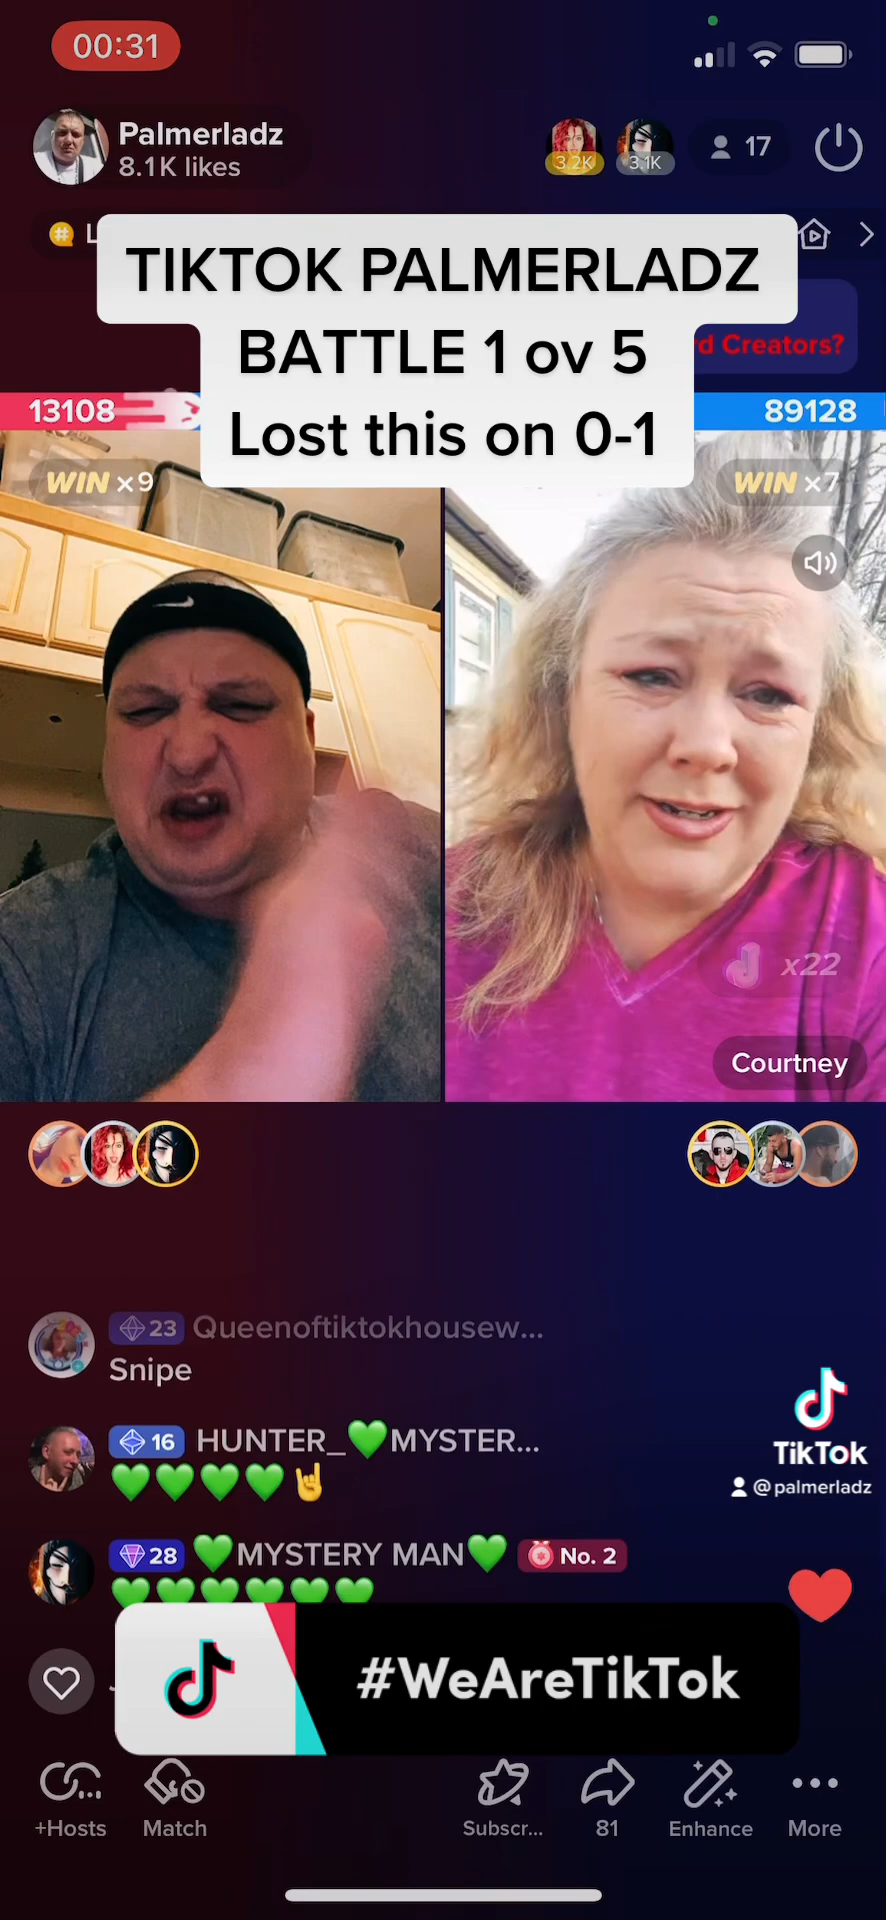 00:31
Palmerladz
8.1K likes
3.2K
3.1K
17
TIKTOK PALMERLADZ
BATTLE 1 ov 5
Creators?
Lost this on 0-1
13108
89128
WIN x9
WIN x7
x22
Courtney
23 Queenoftiktokhousew...
Snipe
16 HUNTER_💚MYSTER...
💚💚💚💚🤘
28 💚MYSTERY MAN💚 No. 2
💚💚💚💚💚💚
TikTok
@palmerladz
#WeAreTikTok
+Hosts
Match
Subscr...
81
Enhance
More